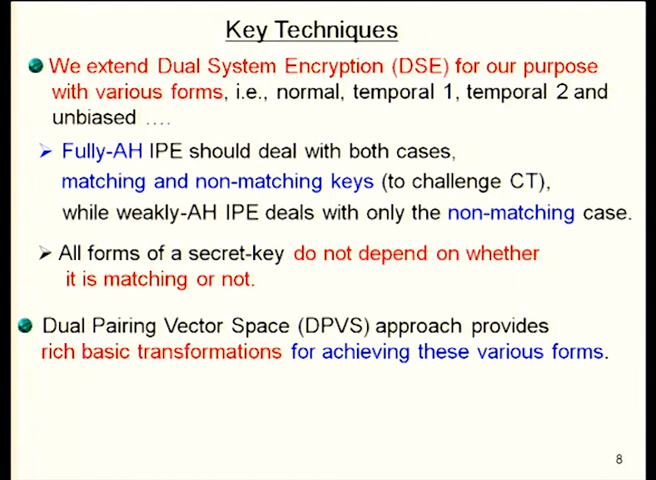 Key Techniques
We extend Dual System Encryption (DSE) for our purpose
with various forms, i.e., normal, temporal 1, temporal 2 and
unbiased ....
Fully-AH IPE should deal with both cases,
matching and non-matching keys (to challenge CT),
while weakly-AH IPE deals with only the non-matching case.
All forms of a secret-key do not depend on whether
it is matching or not.
Dual Pairing Vector Space (DPVS) approach provides
rich basic transformations for achieving these various forms.
8